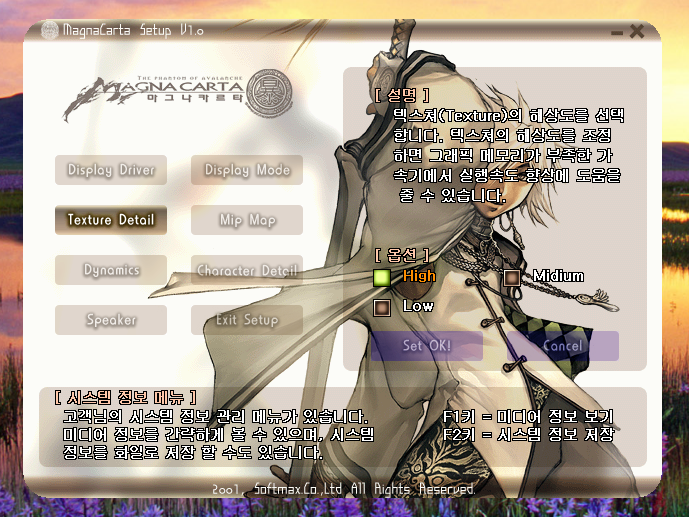 MagnaCarta Setup V1.0
THE PHANTOM OF AVALANCHE
MAGNA CARTA
마그나카르타
Display Driver
Display Mode
Texture Detail
Mip Map
Dynamics
Character Detail
Speaker
Exit Setup
[ 설명 ]
텍스쳐(Texture)의 해상도를 선택
합니다. 텍스쳐의 해상도를 조정
하면 그래픽 메모리가 부족한 가
속기에서 실행속도 향상에 도움을
줄 수 있습니다.
[ 옵션 ]
High
Midium
Low
Set OK!
Cancel
[ 시스템 정보 메뉴 ]
고객님의 시스템 정보 관리 메뉴가 있습니다.
미디어 정보를 간략하게 볼 수 있으며, 시스템
정보를 화일로 저장 할 수도 있습니다.
F1키 = 미디어 정보 보기
F2키 = 시스템 정보 저장
2001, Softmax.Co.,Ltd All Rights Reserved.